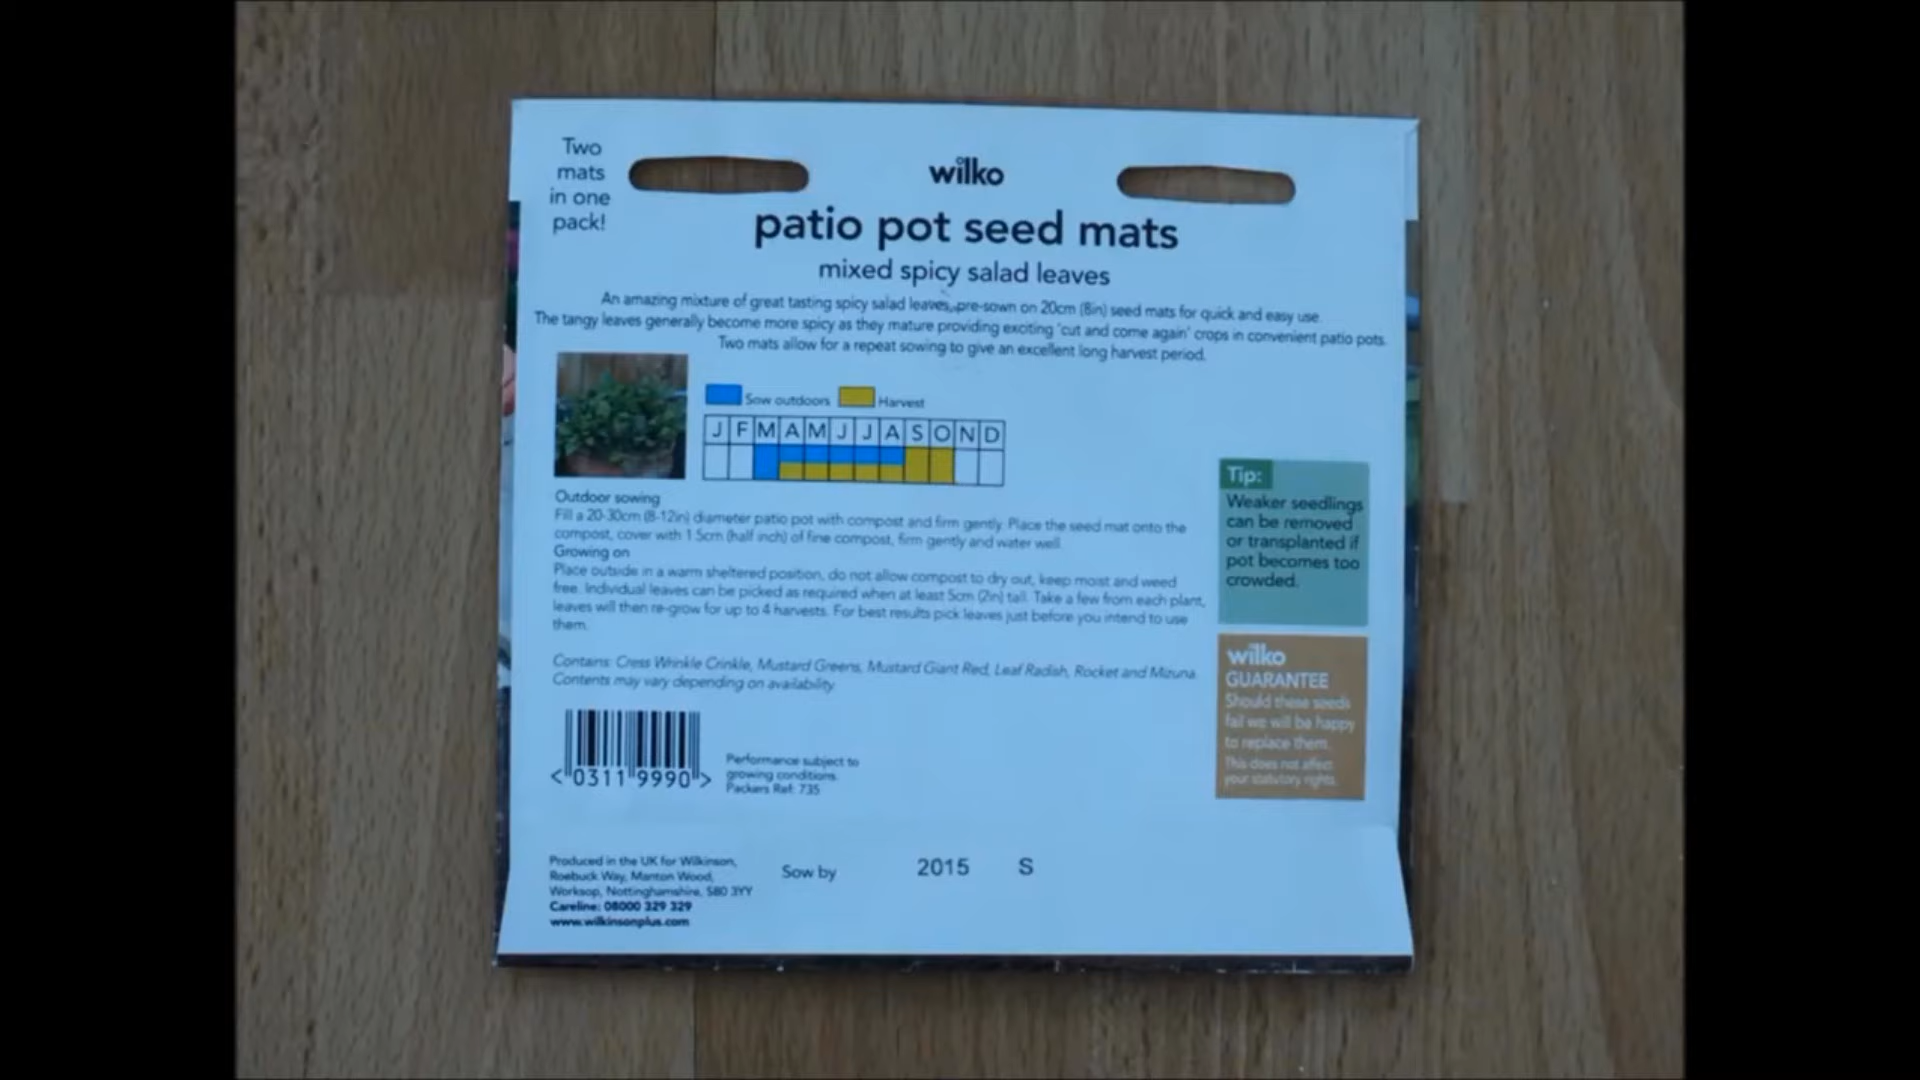 Two
mats
in one
pack!
wilko
patio pot seed mats
mixed spicy salad leaves
An amazing mixture of great tasting spicy salad leaves, pre-sown on 20cm (8in) seed mats for quick and easy use.
The tangy leaves generally become more spicy as they mature providing exciting 'cut and come again' crops in convenient patio pots.
Two mats allow for a repeat sowing to give an excellent long harvest period.
Sow outdoors Harvest
J F M A M J J A S O N D
Outdoor sowing
Fill a 20-30cm (8-12in) diameter patio pot with compost and firm gently. Place the seed mat onto the
compost, cover with 1.5cm (half inch) of fine compost, firm gently and water well.
Growing on
Place outside in a warm sheltered position, do not allow compost to dry out, keep moist and weed
free. Individual leaves can be picked as required when at least 5cm (2in) tall. Take a few from each plant,
leaves will then re-grow for up to 4 harvests. For best results pick leaves just before you intend to use
them.
Contains: Cress Wrinkle Crinkle, Mustard Greens, Mustard Giant Red, Leaf Radish, Rocket and Mizuna.
Contents may vary depending on availability.
Tip:
Weaker seedlings
can be removed
or transplanted if
pot becomes too
crowded.
wilko
GUARANTEE
Should these seeds
fail we will be happy
to replace them.
This does not affect
your statutory rights.
<0311 9990>
Performance subject to
growing conditions.
Packers Ref: 735
Produced in the UK for Wilkinson,
Roebuck Way, Manton Wood,
Worksop, Nottinghamshire, S80 3YY
Careline: 08000 329 329
www.wilkinsonplus.com
Sow by 2015 S